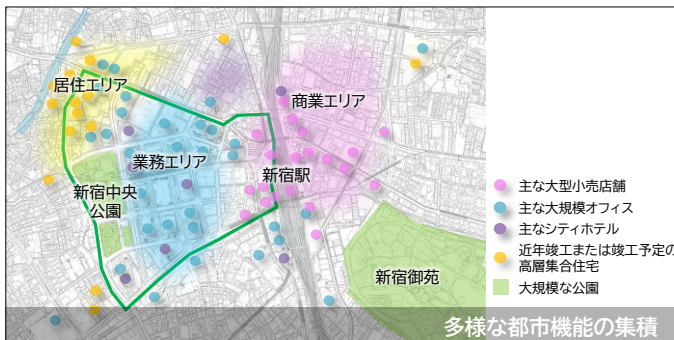 居住エリア
商業エリア
業務エリア
新宿駅
新宿中央
公園
新宿御苑
主な大型小売店舗
主な大規模オフィス
主なシティホテル
近年竣工または竣工予定の
高層集合住宅
大規模な公園
多様な都市機能の集積